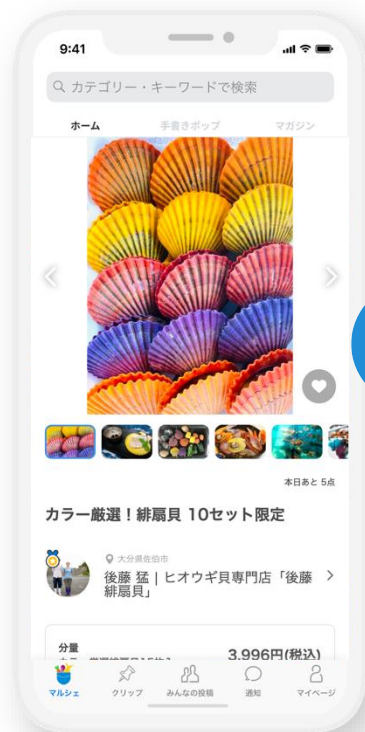 9:41
カテゴリー・キーワードで検索
ホーム 手書きポップ マガジン
本日あと 5点
カラー厳選！緋扇貝 10セット限定
大分県佐伯市
後藤 猛 | ヒオウギ貝専門店「後藤
緋扇貝」
分量
3,996円(税込)
マルシェ クリップ みんなの投稿 通知 マイページ